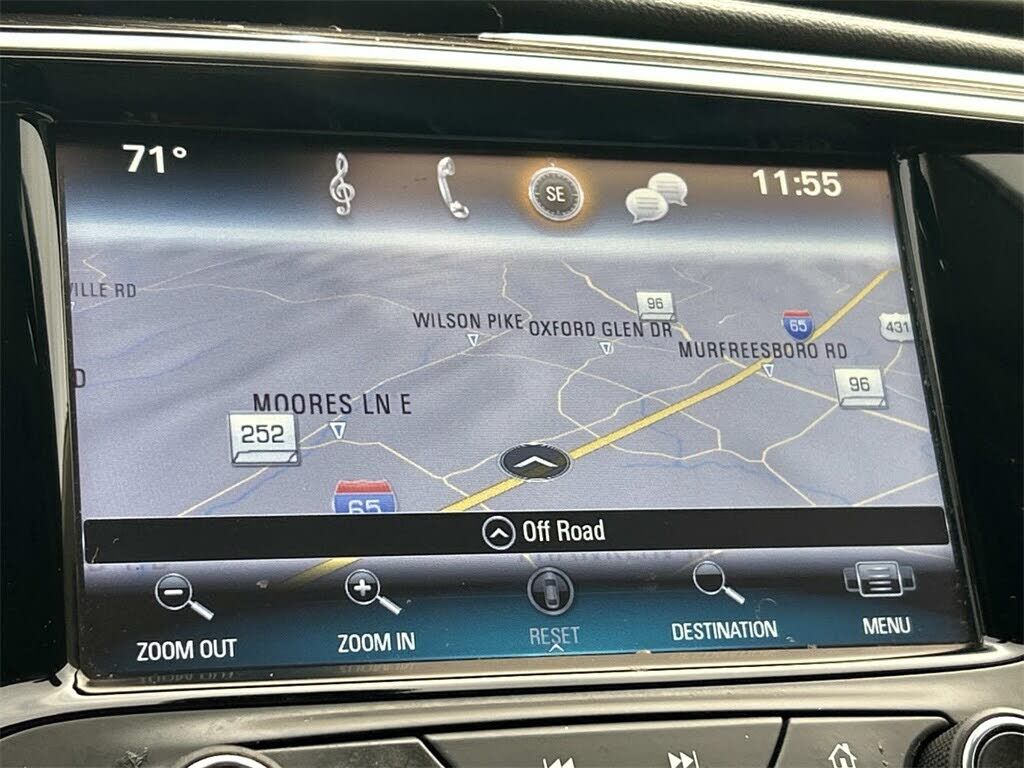 71°
SE
11:55
VILLE RD
96
WILSON PIKE
OXFORD GLEN DR
65
431
MURFREESBORO RD
96
MOORES LN E
252
65
Off Road
ZOOM OUT
ZOOM IN
RESET
DESTINATION
MENU